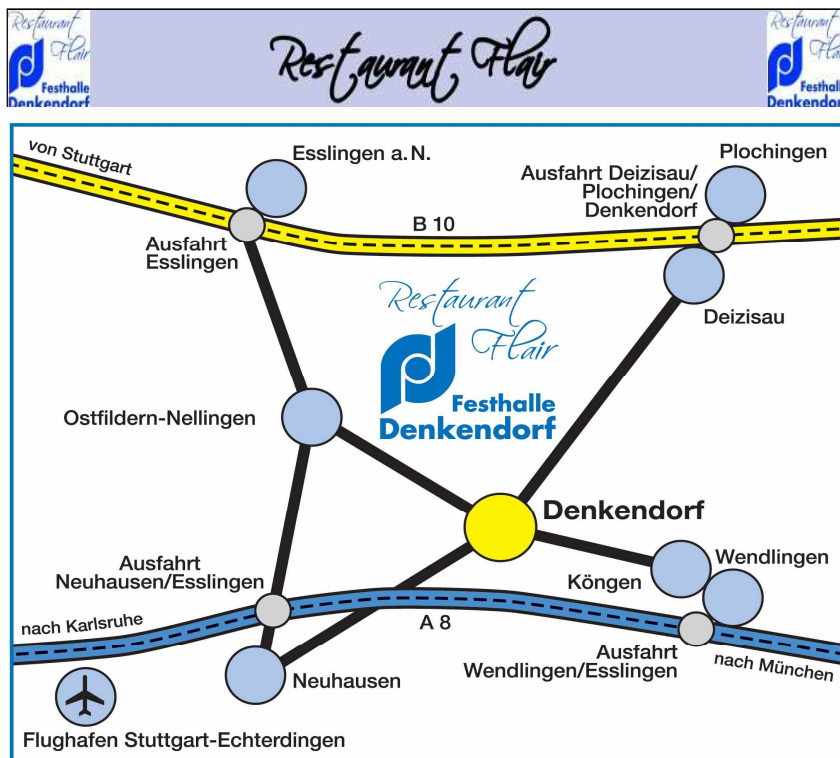 Restaurant
Flair
Festhalle
Denkendorf
Restaurant Flair
Restaurant
Flair
Festhalle
Denkendorf
von Stuttgart
Esslingen a. N.
Plochingen
Ausfahrt Deizisau/
Plochingen/
Denkendorf
B 10
Ausfahrt
Esslingen
Deizisau
Restaurant
Flair
Festhalle
Denkendorf
Ostfildern-Nellingen
Denkendorf
Ausfahrt
Neuhausen/Esslingen
Wendlingen
Köngen
nach Karlsruhe
A 8
Ausfahrt
Wendlingen/Esslingen
nach München
Neuhausen
Flughafen Stuttgart-Echterdingen